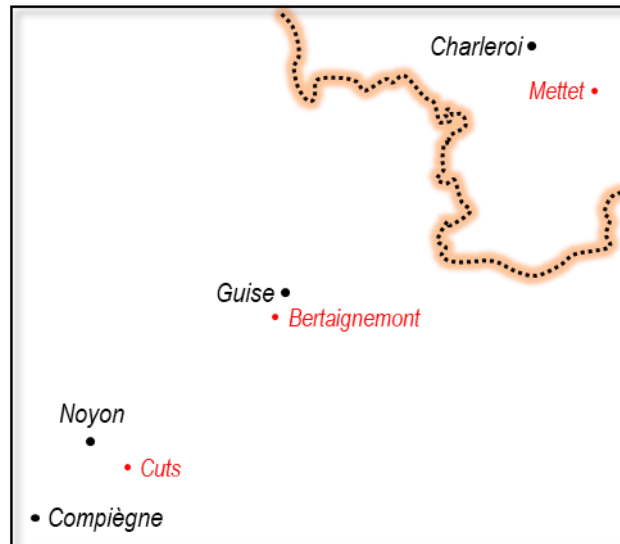 Charleroi
Mettet
Guise
Bertaignemont
Noyon
Cuts
Compiègne